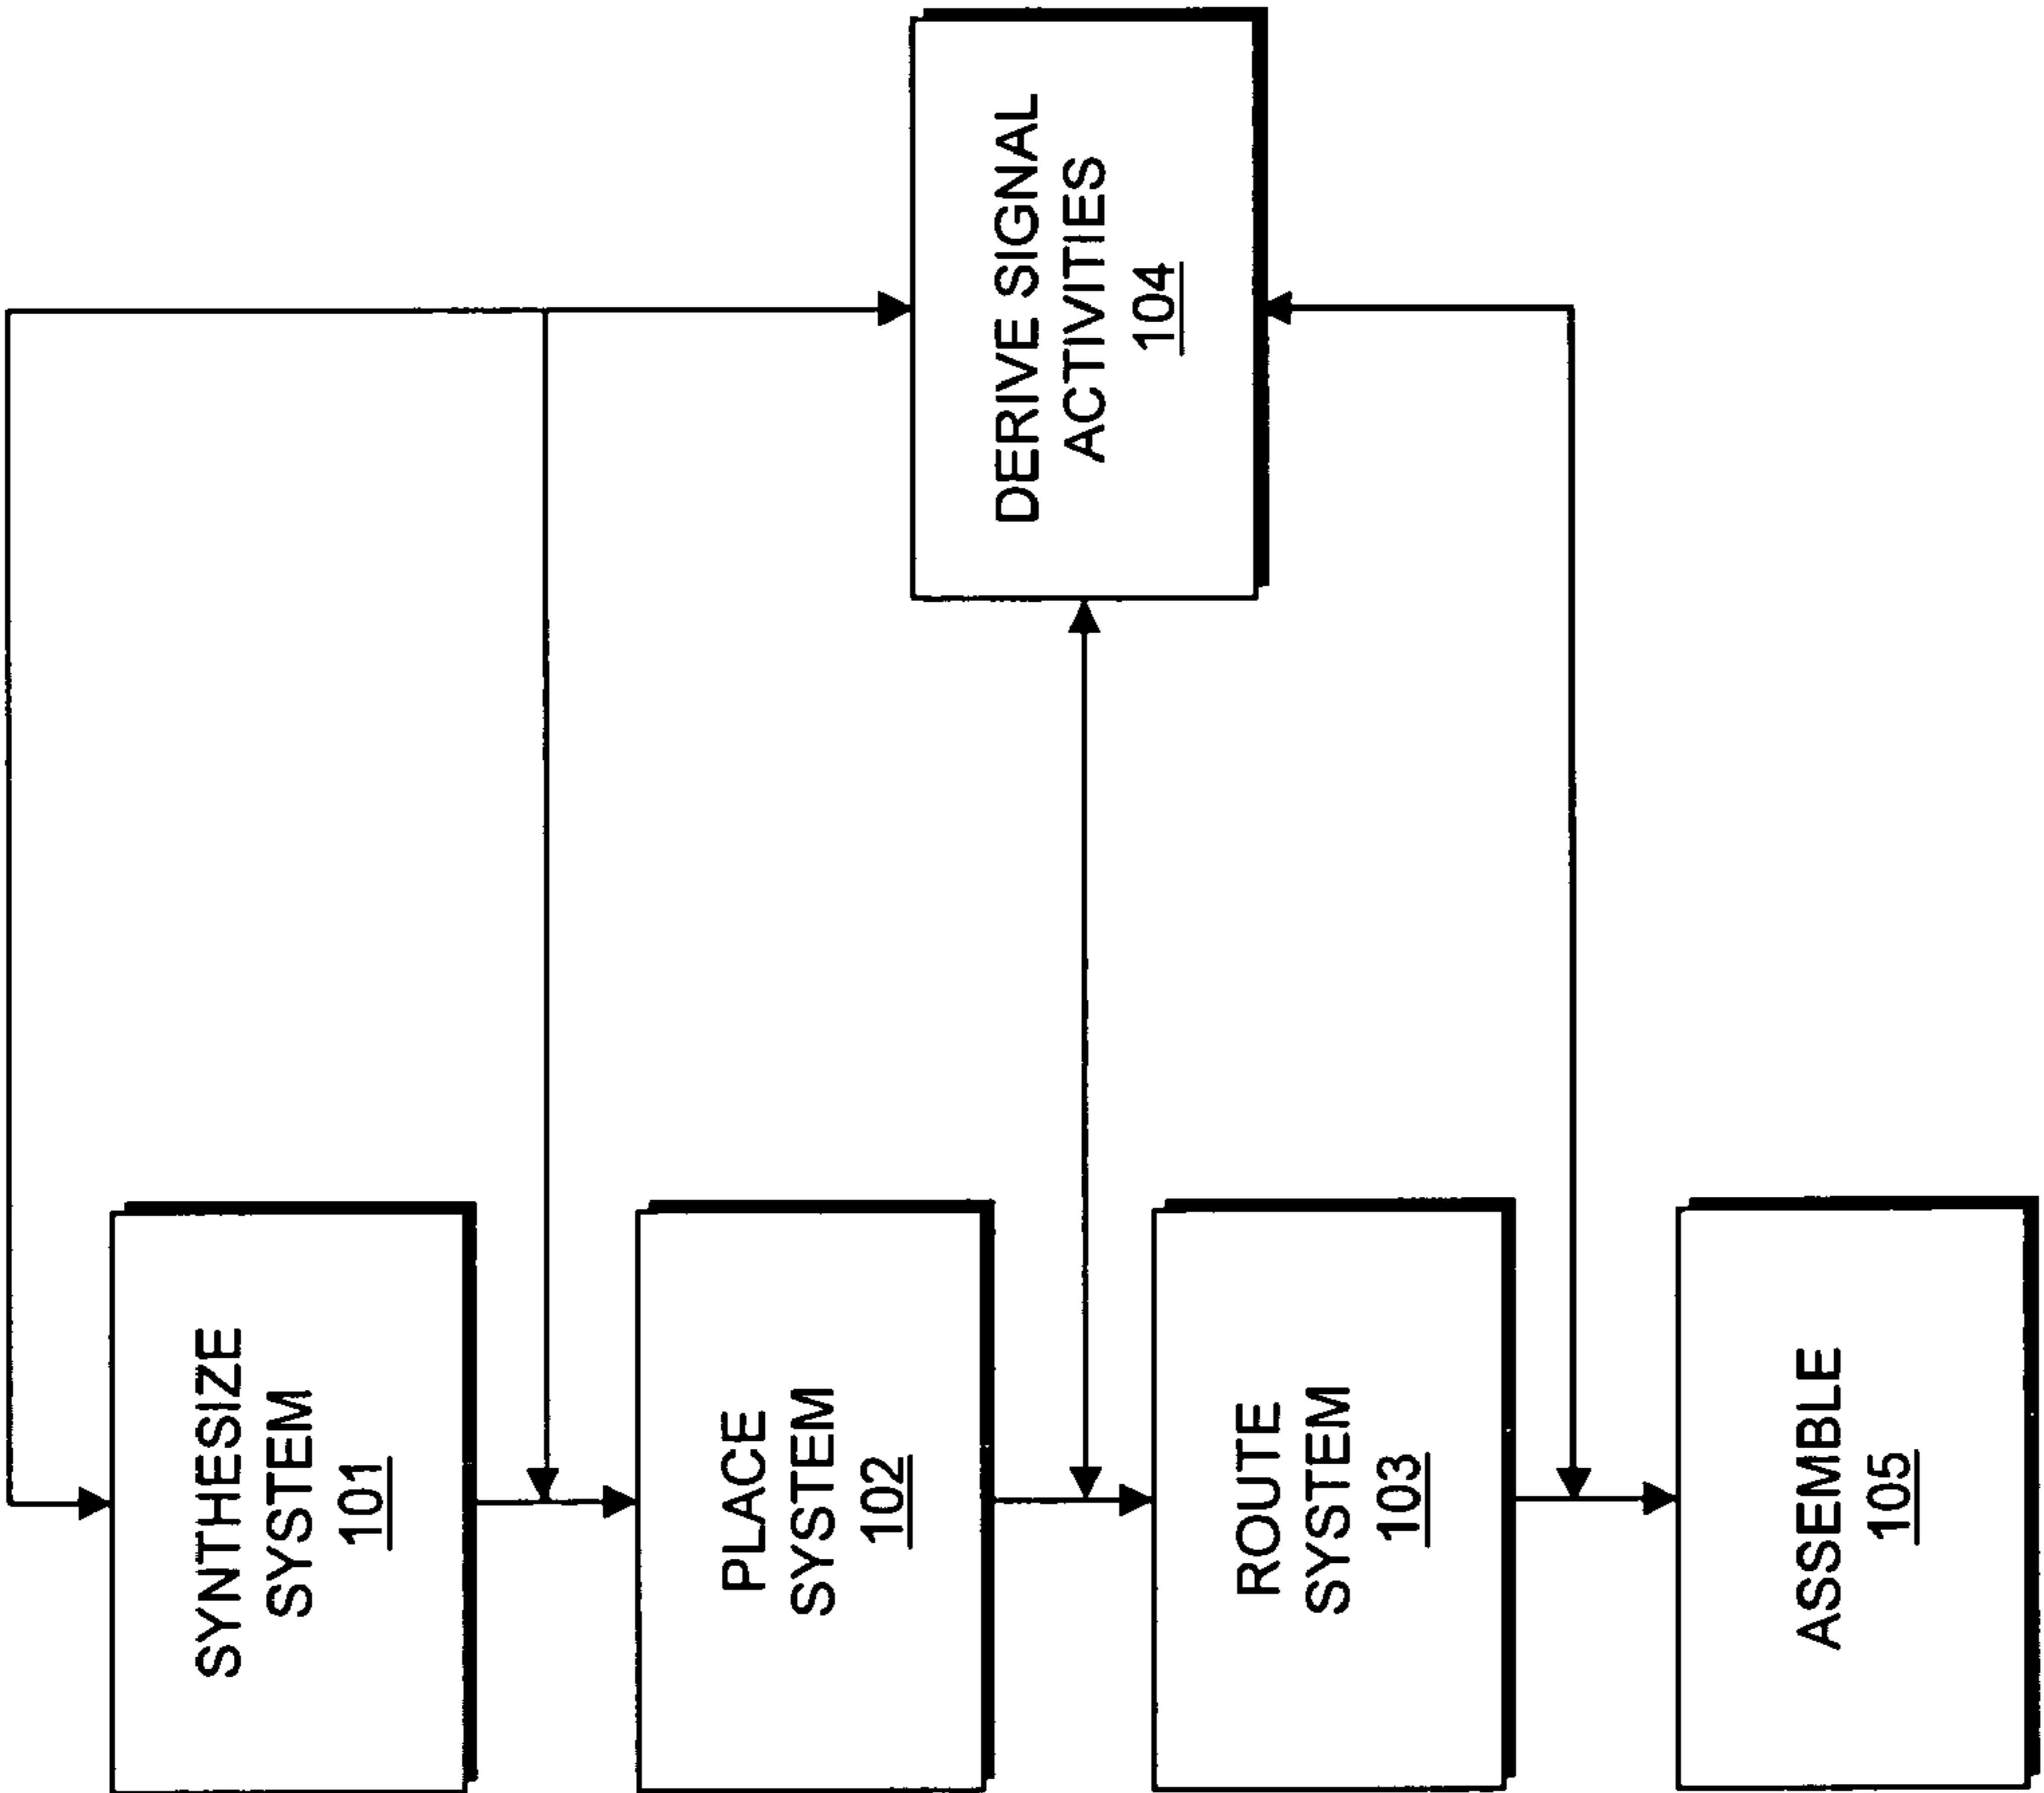 SYNTHESIZE
SYSTEM
101
PLACE
SYSTEM
102
ROUTE
SYSTEM
103
ASSEMBLE
105
DERIVE SIGNAL
ACTIVITIES
104